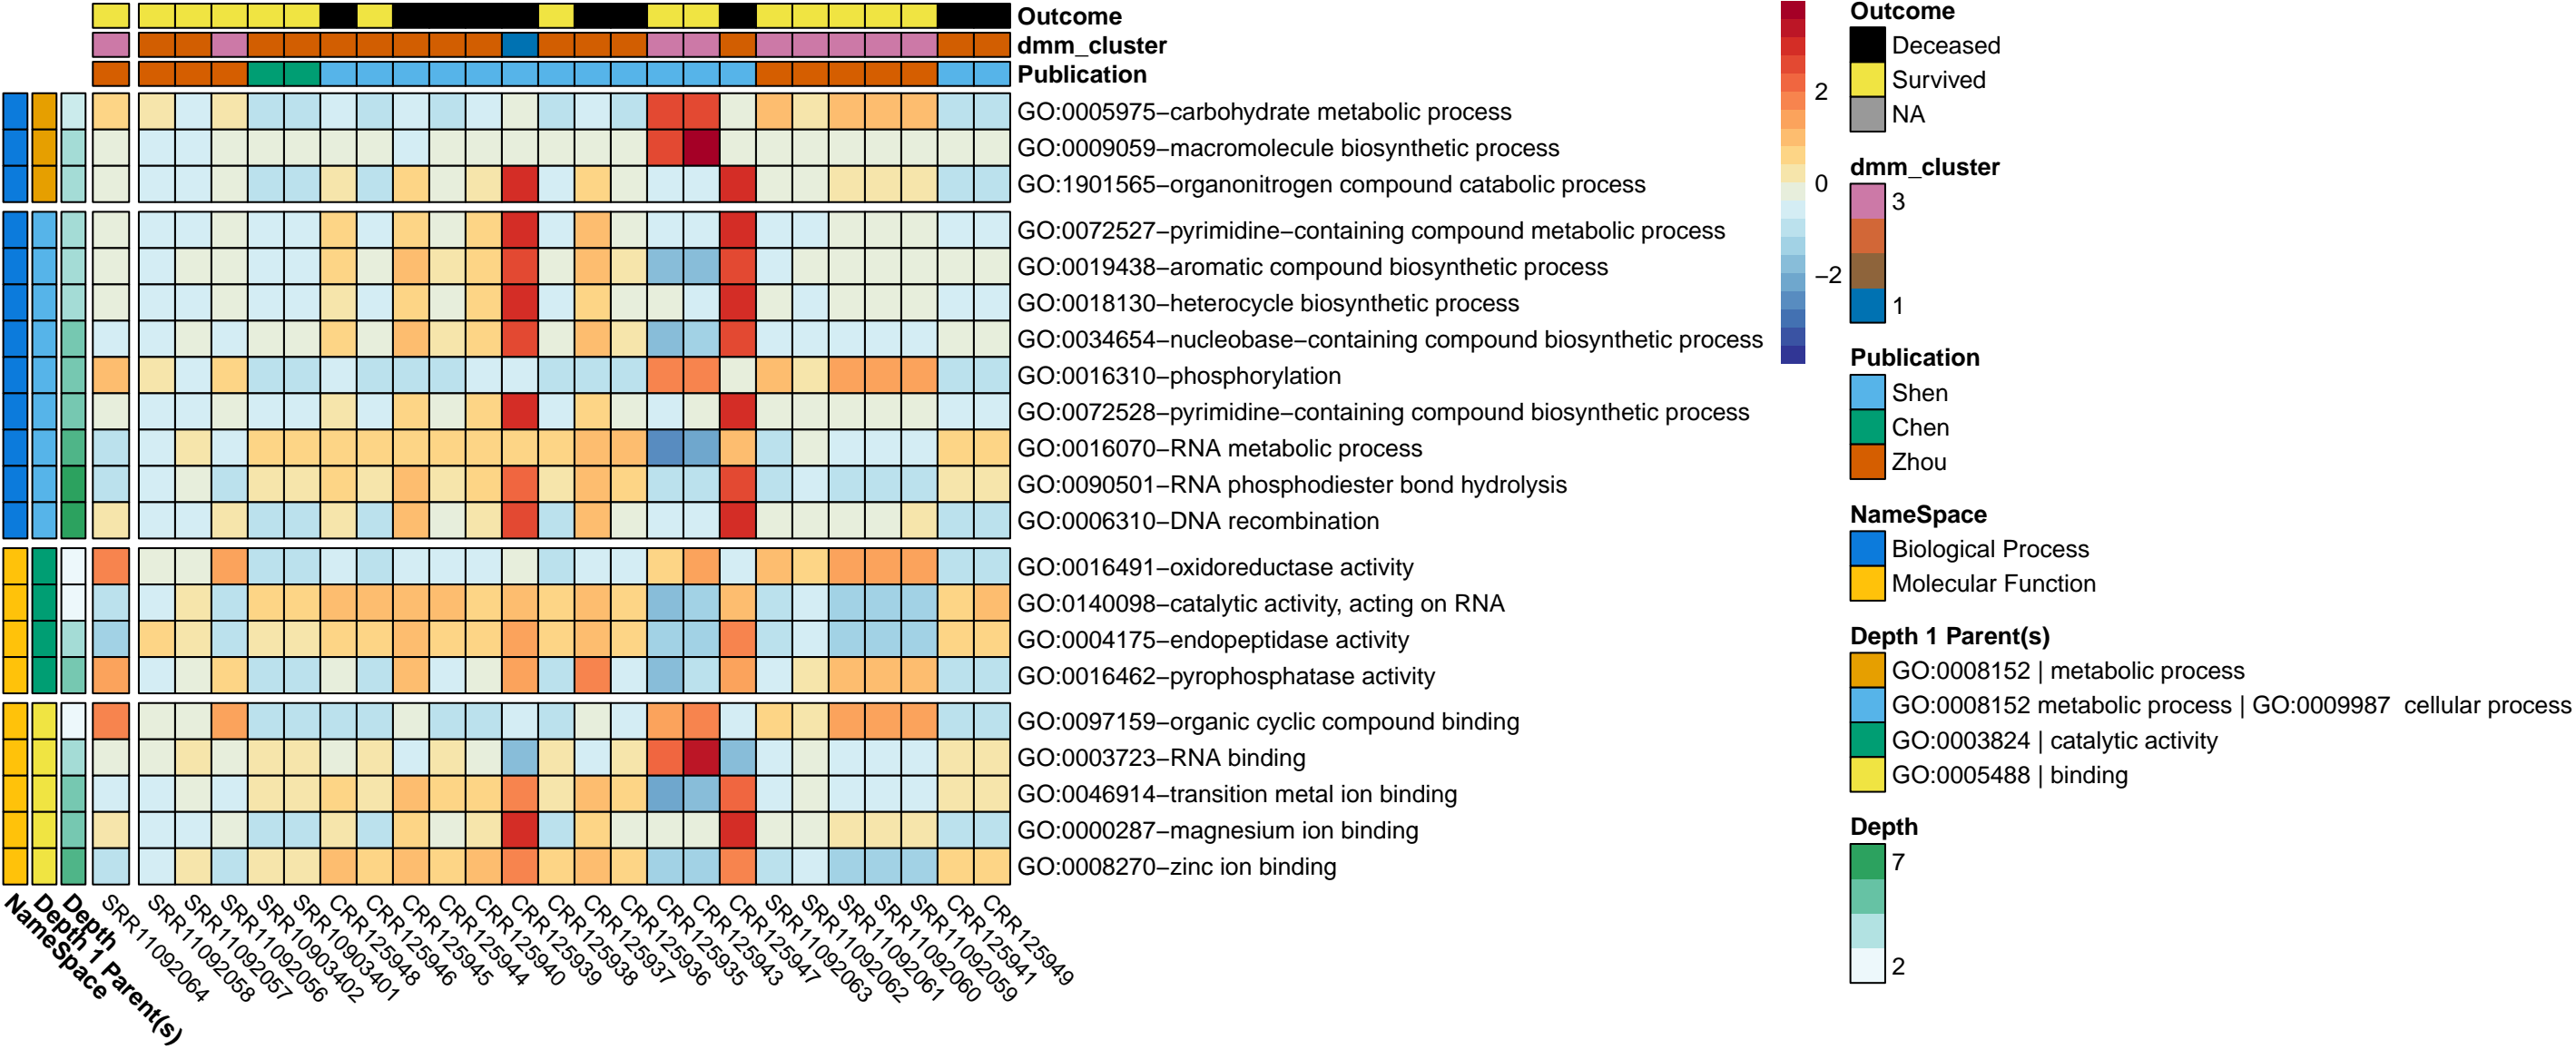 Outcome
dmm_cluster
Publication
GO:0005975−carbohydrate metabolic process
GO:0009059−macromolecule biosynthetic process
GO:1901565−organonitrogen compound catabolic process
GO:0072527−pyrimidine−containing compound metabolic process
GO:0019438−aromatic compound biosynthetic process
GO:0018130−heterocycle biosynthetic process
GO:0034654−nucleobase−containing compound biosynthetic process
GO:0016310−phosphorylation
GO:0072528−pyrimidine−containing compound biosynthetic process
GO:0016070−RNA metabolic process
GO:0090501−RNA phosphodiester bond hydrolysis
GO:0006310−DNA recombination
GO:0016491−oxidoreductase activity
GO:0140098−catalytic activity, acting on RNA
GO:0004175−endopeptidase activity
GO:0016462−pyrophosphatase activity
GO:0097159−organic cyclic compound binding
GO:0003723−RNA binding
GO:0046914−transition metal ion binding
GO:0000287−magnesium ion binding
GO:0008270−zinc ion binding
NameSpace
Depth 1 Parent(s)
Depth
SRR11092064
SRR11092058
SRR11092057
SRR11092056
SRR10903402
SRR10903401
CRR125948
CRR125946
CRR125945
CRR125944
CRR125940
CRR125939
CRR125938
CRR125937
CRR125936
CRR125935
CRR125943
CRR125947
SRR11092063
SRR11092062
SRR11092061
SRR11092060
SRR11092059
CRR125941
CRR125949
2
0
−2
Outcome
Deceased
Survived
NA
dmm_cluster
3
1
Publication
Shen
Chen
Zhou
NameSpace
Biological Process
Molecular Function
Depth 1 Parent(s)
GO:0008152 | metabolic process
GO:0008152 metabolic process | GO:0009987 cellular process
GO:0003824 | catalytic activity
GO:0005488 | binding
Depth
7
2